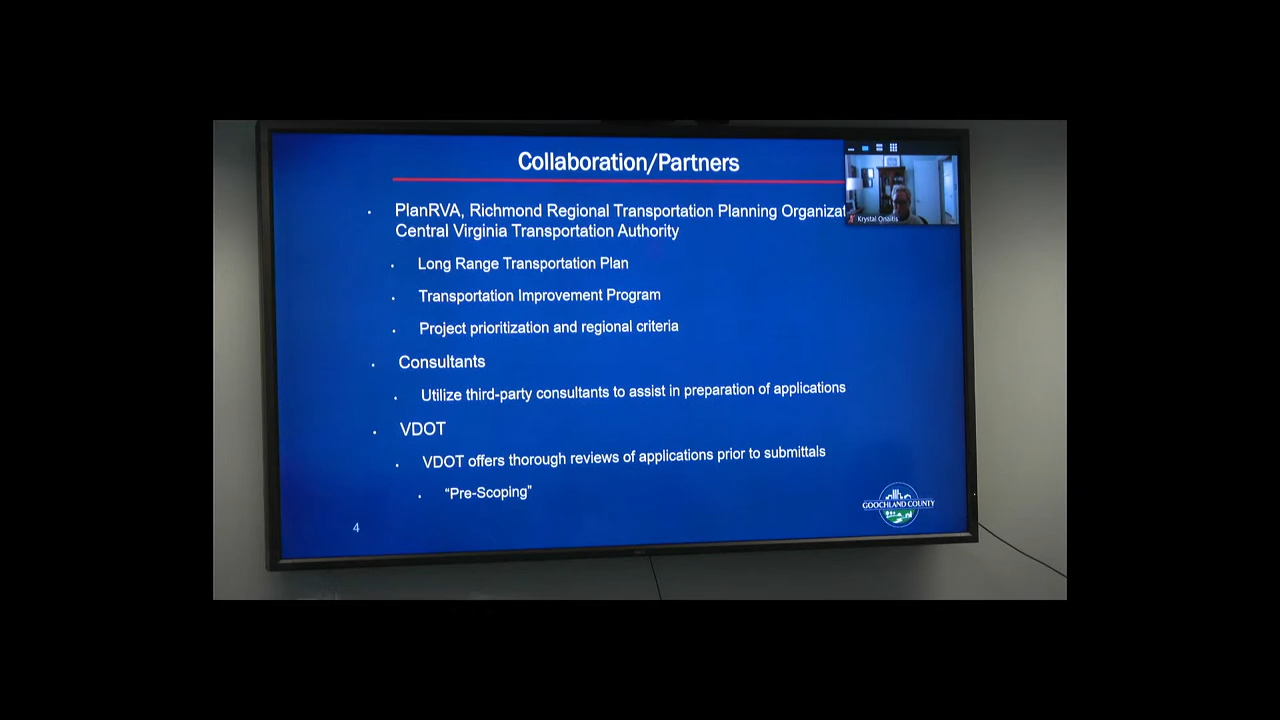 Collaboration/Partners
PlanRVA, Richmond Regional Transportation Planning Organizat
Central Virginia Transportation Authority
Long Range Transportation Plan
Transportation Improvement Program
Project prioritization and regional criteria
Consultants
Utilize third-party consultants to assist in preparation of applications
VDOT
VDOT offers thorough reviews of applications prior to submittals
“Pre-Scoping”
4
GOOCHLAND COUNTY
Krystal Onaitis